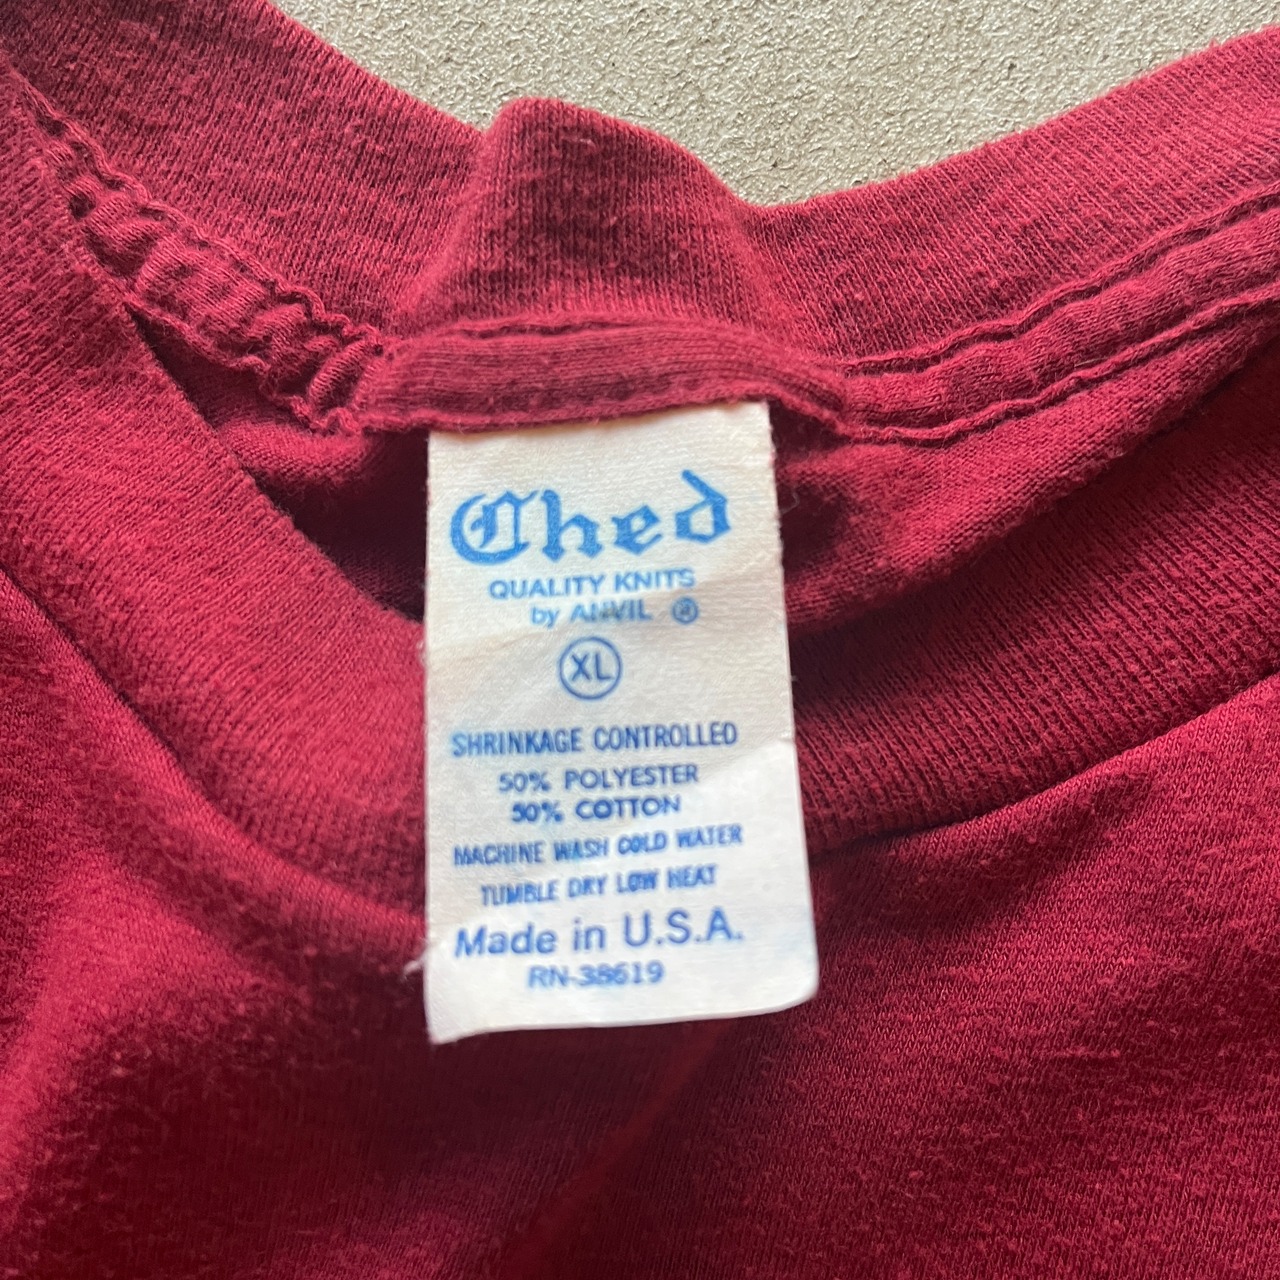 Ched
QUALITY KNITS
by ANVIL ®
XL
SHRINKAGE CONTROLLED
50% POLYESTER
50% COTTON
MACHINE WASH COLD WATER
TUMBLE DRY LOW HEAT
Made in U.S.A.
RN-38619